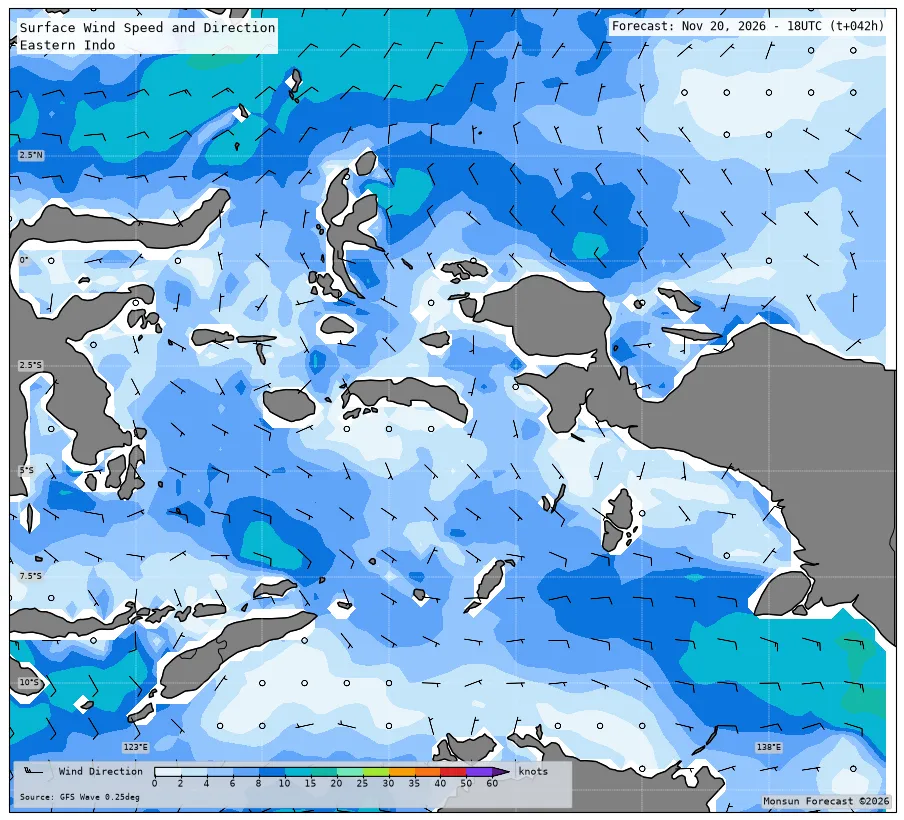 Surface Wind Speed and Direction
Eastern Indo
Forecast: Nov 20, 2026 - 18UTC (t+042h)
2.5°N
0°
2.5°S
5°S
7.5°S
10°S
123°E
138°E
Wind Direction
knots
0 2 4 6 8 10 15 20 25 30 35 40 50 60
Source: GFS Wave 0.25deg
Monsun Forecast ©2026